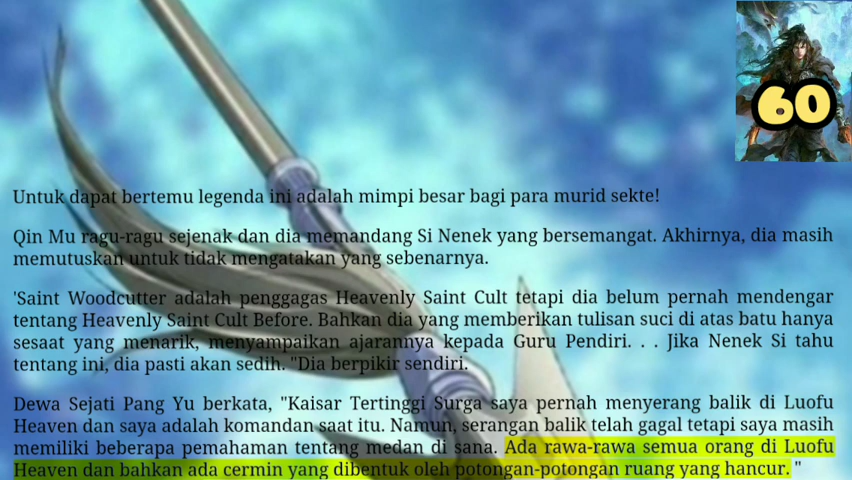 60
Untuk dapat bertemu legenda ini adalah mimpi besar bagi para murid sekte!
Qin Mu ragu-ragu sejenak dan dia memandang Si Nenek yang bersemangat. Akhirnya, dia masih
memutuskan untuk tidak mengatakan yang sebenarnya.
'Saint Woodcutter adalah penggagas Heavenly Saint Cult tetapi dia belum pernah mendengar
tentang Heavenly Saint Cult Before. Bahkan dia yang memberikan tulisan suci di atas batu hanya
sesaat yang menarik, menyampaikan ajarannya kepada Guru Pendiri. . . Jika Nenek Si tahu
tentang ini, dia pasti akan sedih. "Dia berpikir sendiri.
Dewa Sejati Pang Yu berkata, "Kaisar Tertinggi Surga saya pernah menyerang balik di Luofu
Heaven dan saya adalah komandan saat itu. Namun, serangan balik telah gagal tetapi saya masih
memiliki beberapa pemahaman tentang medan di sana. Ada rawa-rawa semua orang di Luofu
Heaven dan bahkan ada cermin yang dibentuk oleh potongan-potongan ruang yang hancur. "